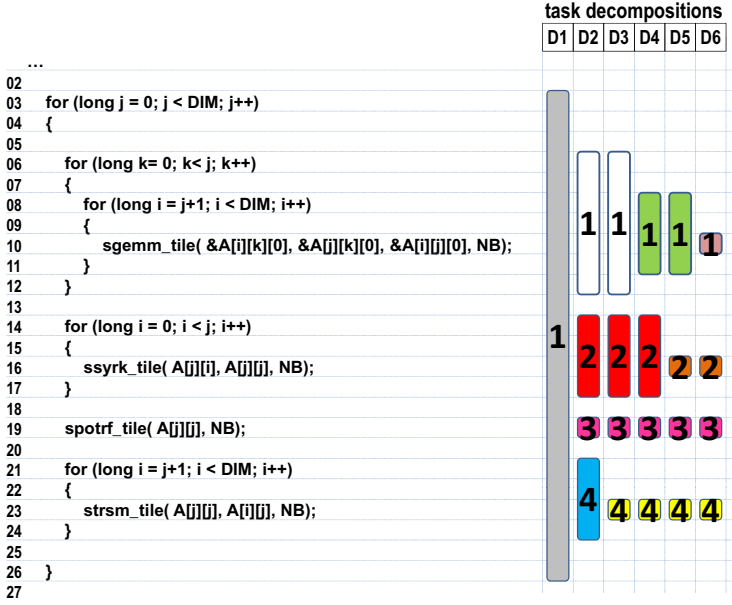 task decompositions
D1 D2 D3 D4 D5 D6
...
02
03 for (long j = 0; j < DIM; j++)
04 {
05
06 for (long k= 0; k< j; k++)
07 {
08 for (long i = j+1; i < DIM; i++)
09 {
10 sgemm_tile( &A[i][k][0], &A[j][k][0], &A[i][j][0], NB);
11 }
12 }
13
14 for (long i = 0; i < j; i++)
15 {
16 ssyrk_tile( A[j][i], A[j][j], NB);
17 }
18
19 spotrf_tile( A[j][j], NB);
20
21 for (long i = j+1; i < DIM; i++)
22 {
23 strsm_tile( A[j][j], A[i][j], NB);
24 }
25
26 }
27
1 1 1 1 1
1
2 2 2 2 2
3 3 3 3 3
4 4 4 4 4